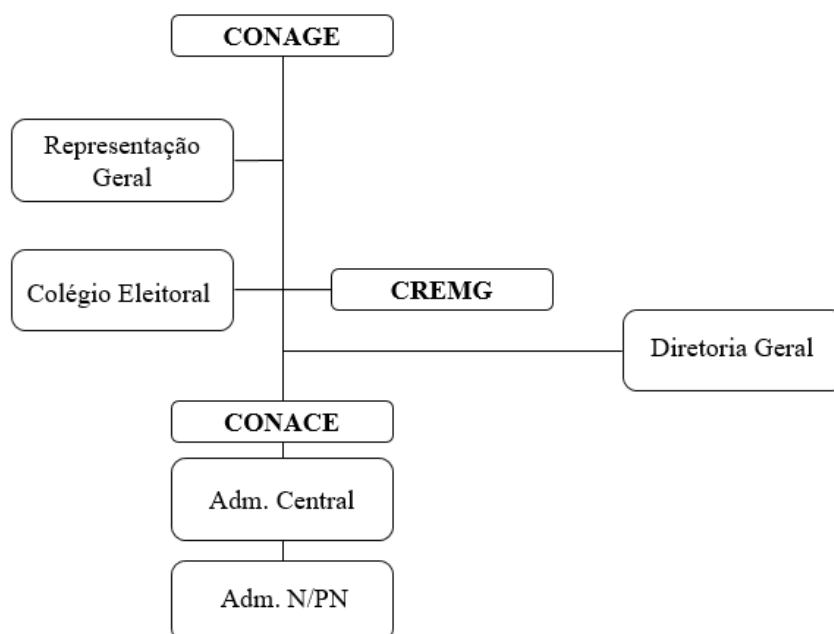 CONAGE
Representação
Geral
Colégio Eleitoral
CREMG
Diretoria Geral
CONACE
Adm. Central
Adm. N/PN